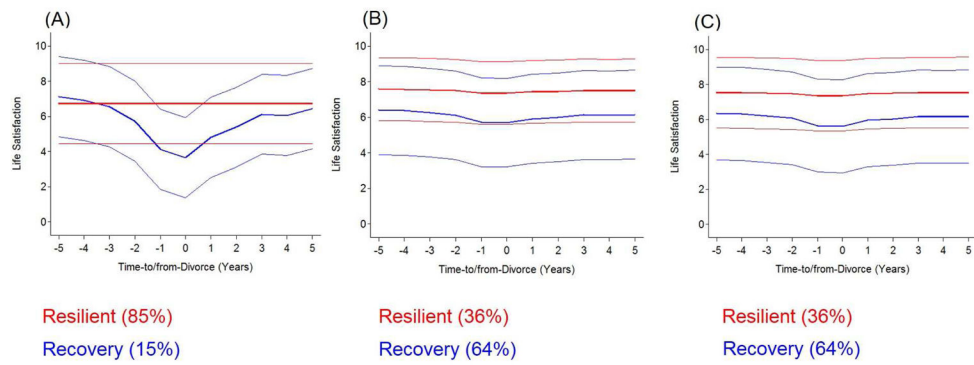 (A)
10
8
6
4
2
0
Life Satisfaction
-5 -4 -3 -2 -1 0 1 2 3 4 5
Time-to/from-Divorce (Years)
Resilient (85%)
Recovery (15%)
(B)
10
8
6
4
2
0
Life Satisfaction
-5 -4 -3 -2 -1 0 1 2 3 4 5
Time-to/from-Divorce (Years)
Resilient (36%)
Recovery (64%)
(C)
10
8
6
4
2
0
Life Satisfaction
-5 -4 -3 -2 -1 0 1 2 3 4 5
Time-to/from-Divorce (Years)
Resilient (36%)
Recovery (64%)